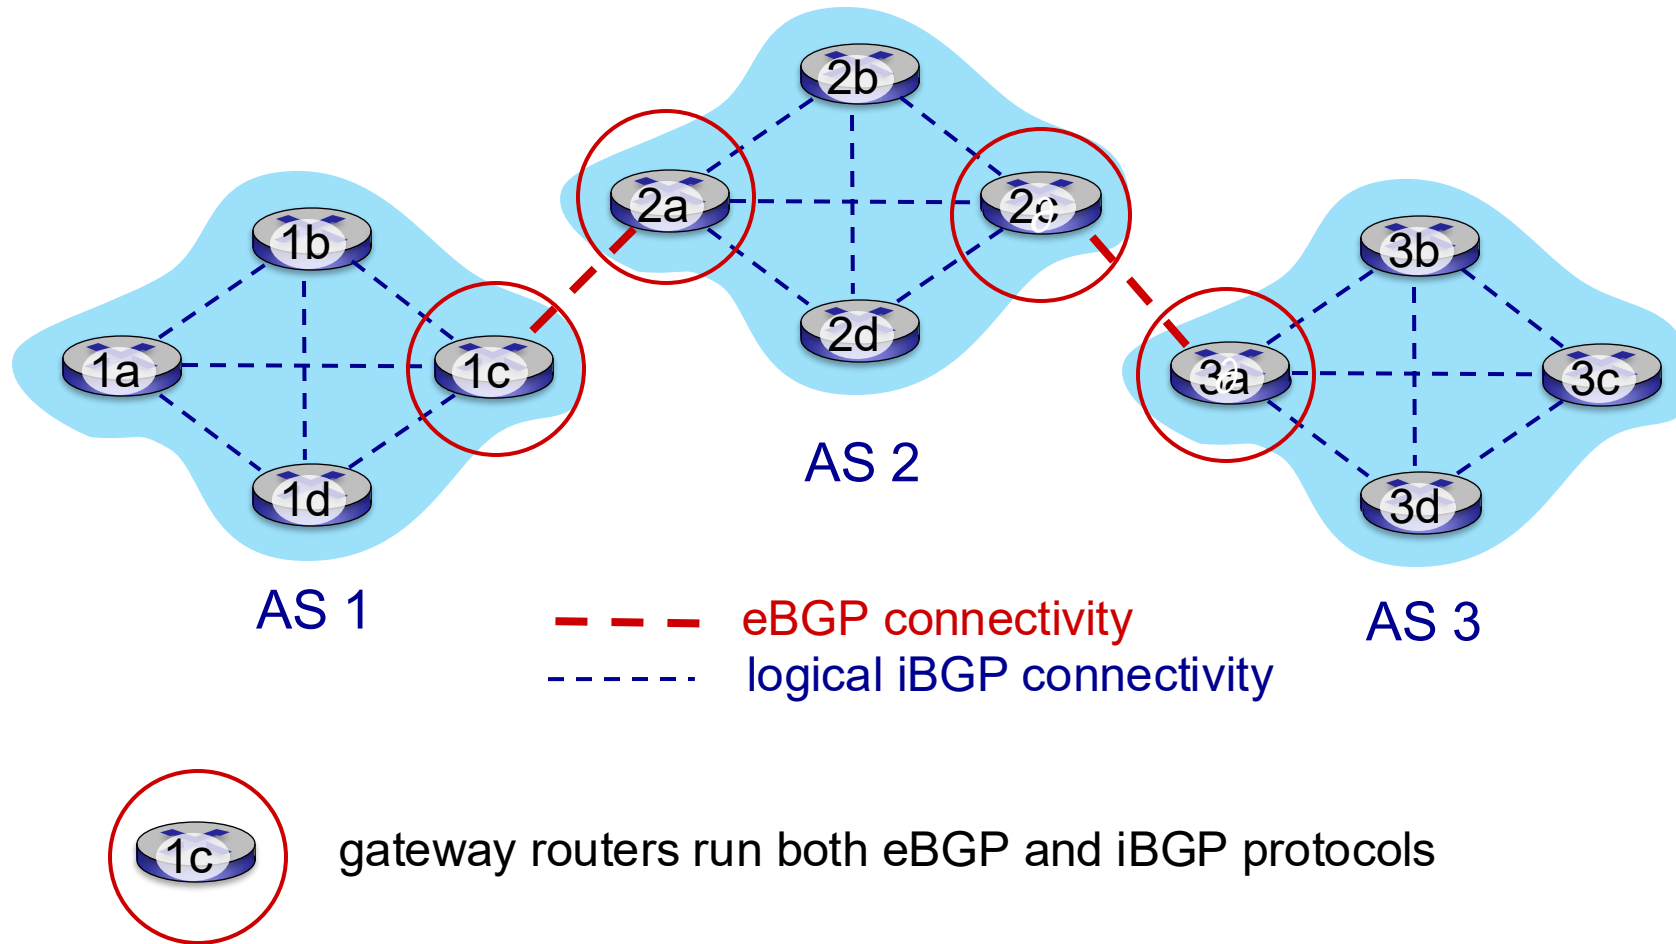 2b
2a
2c
1b
3b
2d
1a
1c
3a
3c
AS 2
1d
3d
AS 1
eBGP connectivity
AS 3
logical iBGP connectivity
1c
gateway routers run both eBGP and iBGP protocols